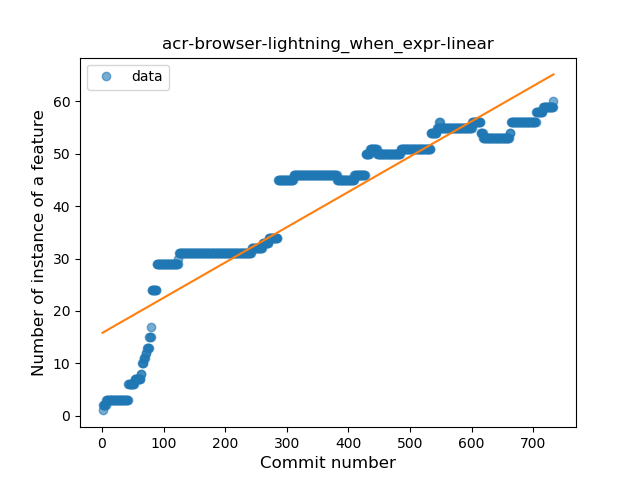 acr-browser-lightning_when_expr-linear
data
Number of instance of a feature
60
50
40
30
20
10
0
0 100 200 300 400 500 600 700
Commit number